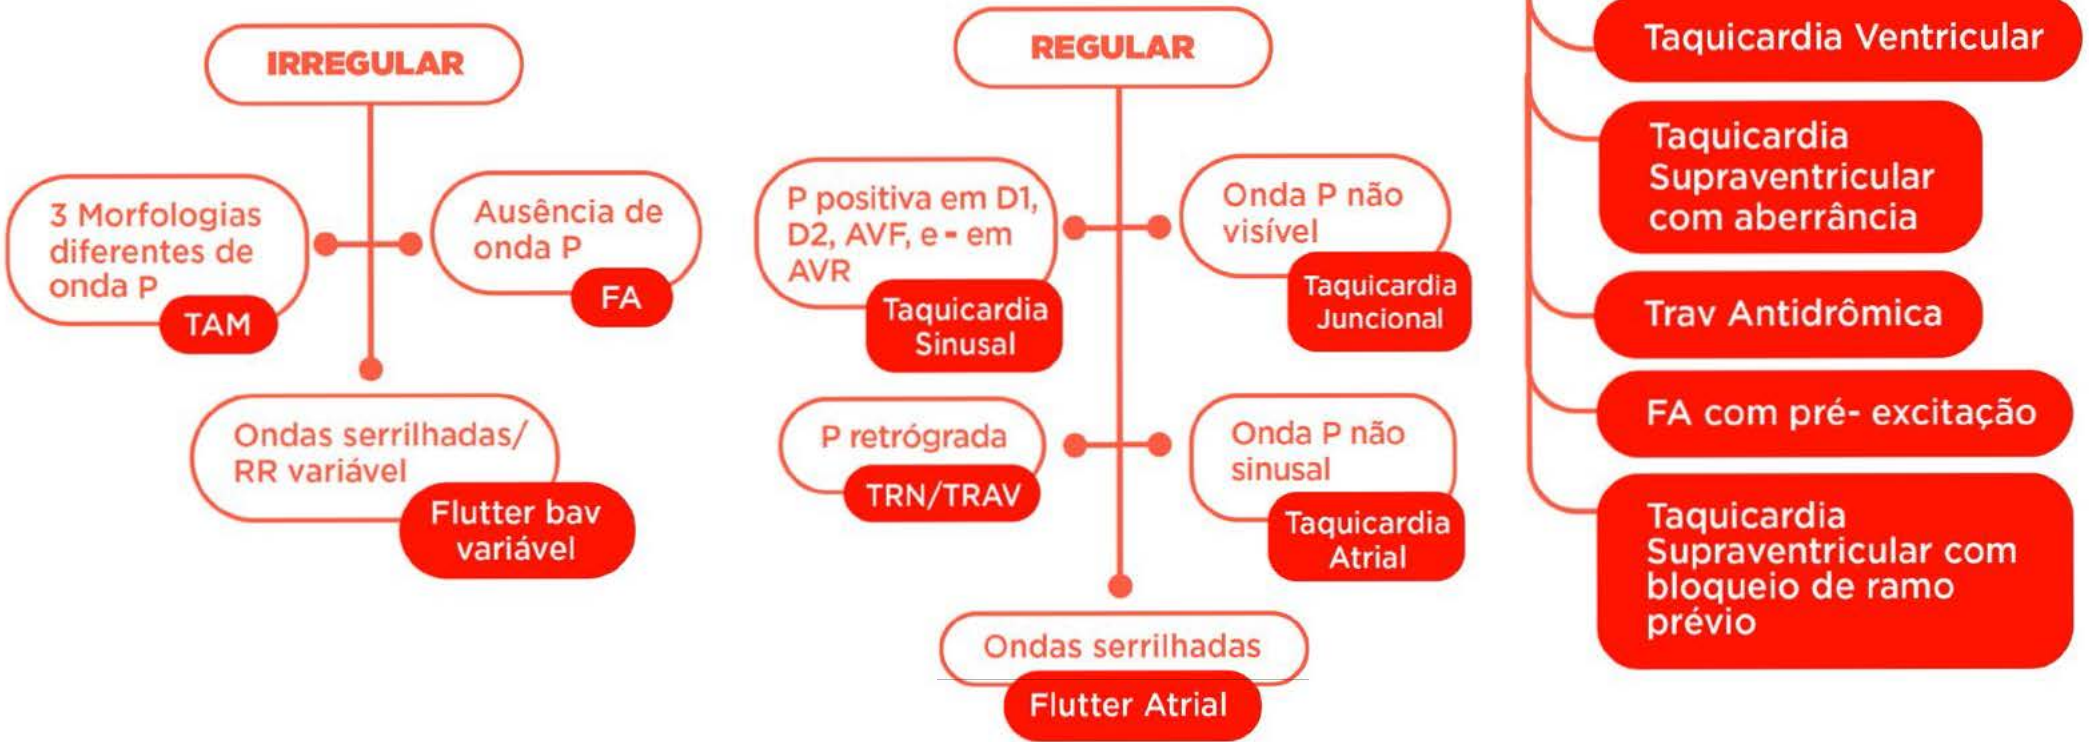 IRREGULAR
3 Morfologias
diferentes de
onda P
TAM
Ausência de
onda P
FA
Ondas serrilhadas/
RR variável
Flutter bav
variável
REGULAR
P positiva em D1,
D2, AVF, e - em
AVR
Taquicardia
Sinusal
Onda P não
visível
Taquicardia
Juncional
P retrógrada
TRN/TRAV
Onda P não
sinusal
Taquicardia
Atrial
Ondas serrilhadas
Flutter Atrial
Taquicardia Ventricular
Taquicardia
Supraventricular
com aberrância
Trav Antidrômica
FA com pré- excitação
Taquicardia
Supraventricular com
bloqueio de ramo
prévio